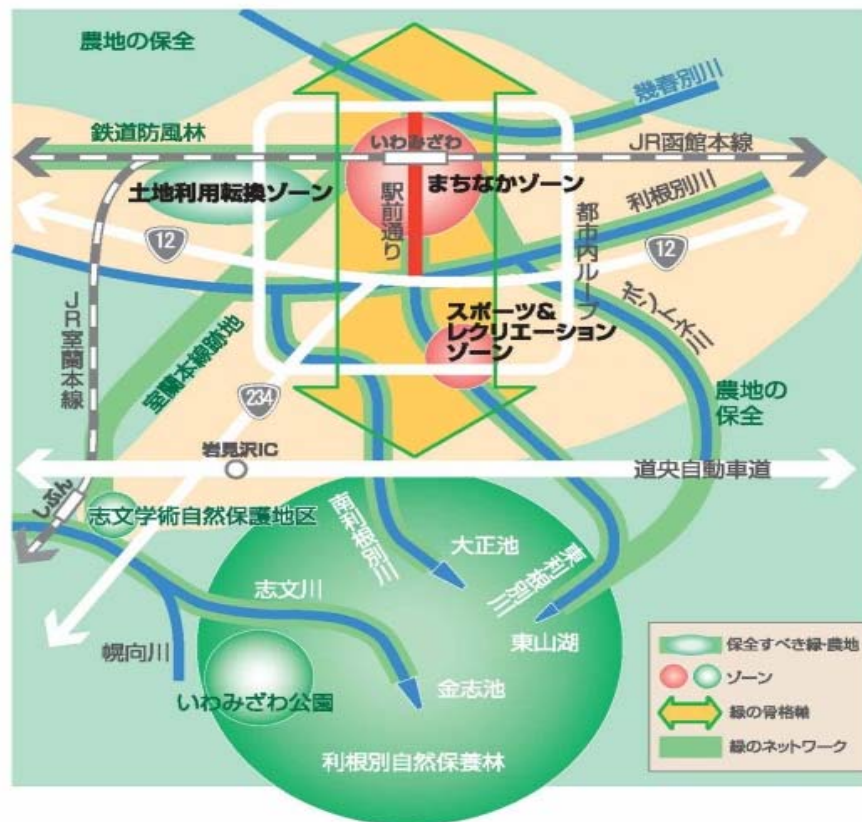 農地の保全
幾春別川
鉄道防風林
いわみざわ
JR函館本線
土地利用転換ゾーン
まちなかゾーン
駅前通り
利根別川
12
都市内ループ
12
JR室蘭本線
室蘭本線跡地
スポーツ&
レクリエーション
ゾーン
ポントネ川
234
農地の
保全
岩見沢IC
道央自動車道
しぶん
志文学術自然保護地区
南利根別川
大正池
東利根別川
志文川
幌向川
東山湖
いわみざわ公園
金志池
利根別自然保養林
保全すべき緑・農地
ゾーン
緑の骨格軸
緑のネットワーク